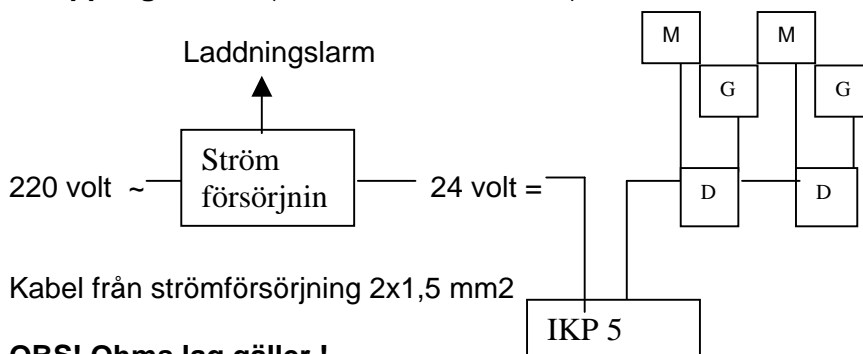 Laddningslarm
M M
G G
Ström
försörjnin
220 volt ~ 24 volt = D D
Kabel från strömförsörjning 2x1,5 mm2
IKP 5
OBS! Ohms lag gäller !